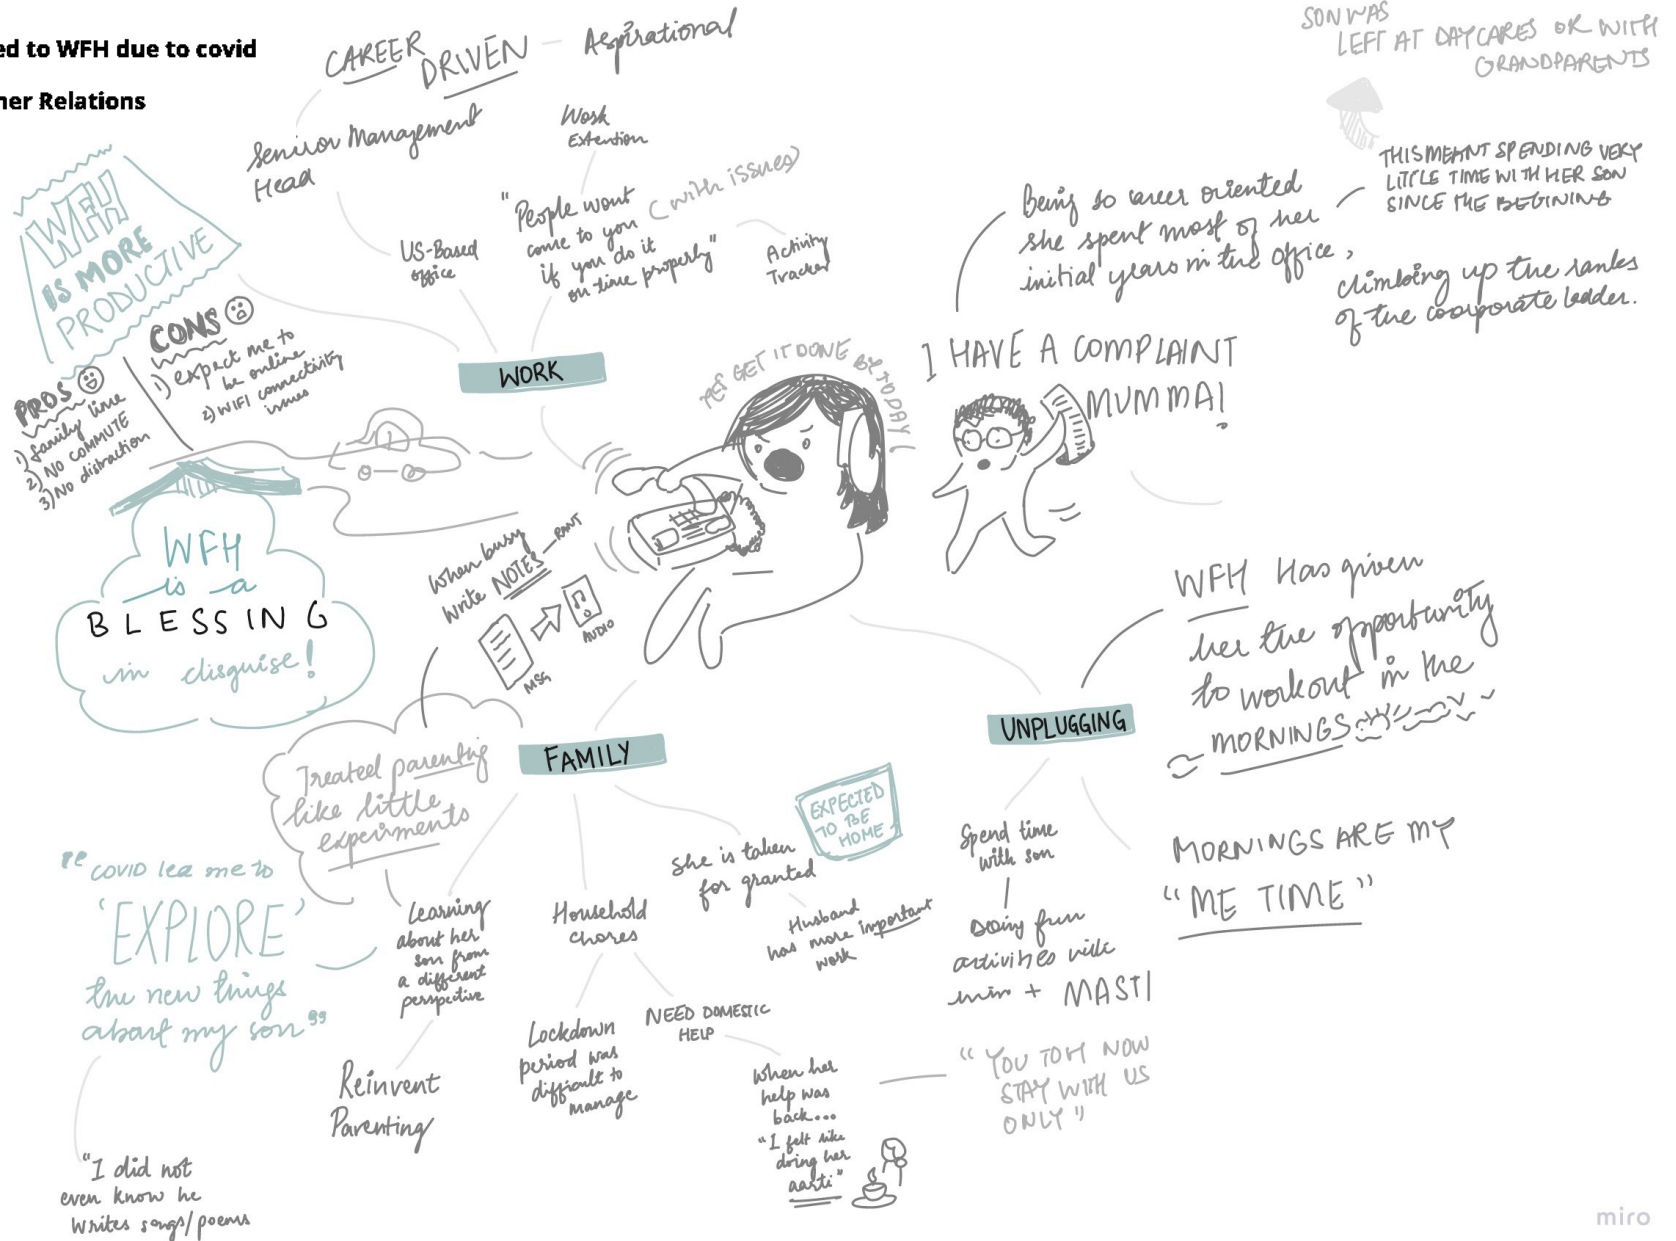 ed to WFH due to covid
ner Relations
CAREER
DRIVEN
Aspirational
Senior Management
Head
US-Based
office
Work
Extention
"People wont
come to you (with issues)
if you do it
on time properly"
Activity
Tracker
WORK
WFH
IS MORE
PRODUCTIVE
PROS
1) family time
2) NO COMMUTE
3) No distraction
CONS
1) expect me to
be online
2) WIFI connectivity
issues
WFH
is a
BLESSING
in disguise!
YES GET IT DONE BY TODAY!
I HAVE A COMPLAINT
MUMMA!
Being so career oriented
she spent most of her
initial years in the office,
climbing up the ranks
of the coorporate ladder.
THIS MEANT SPENDING VERY
LITTLE TIME WITH HER SON
SINCE THE BEGINING
SON WAS
LEFT AT DAYCARES OR WITH
GRANDPARENTS
When busy
write NOTES RANT
MSG
AUDIO
FAMILY
Treated parenting
like little
experiments
Learning
about her
son from
a different
perspective
Reinvent
Parenting
"COVID led me to
'EXPLORE'
the new things
about my son"
"I did not
even know he
writes songs/poems
Household
chores
Lockdown
period was
difficult to
manage
NEED DOMESTIC
HELP
When her
help was
back...
"I felt like
doing her
aarti"
"YOU TOH NOW
STAY WITH US
ONLY"
She is taken
for granted
EXPECTED
TO BE
HOME
Husband
has more important
work
UNPLUGGING
WFH Has given
her the opportunity
to workout in the
MORNINGS
MORNINGS ARE MY
"ME TIME"
Spend time
with son
Doing fun
activities with
him + MASTI
miro